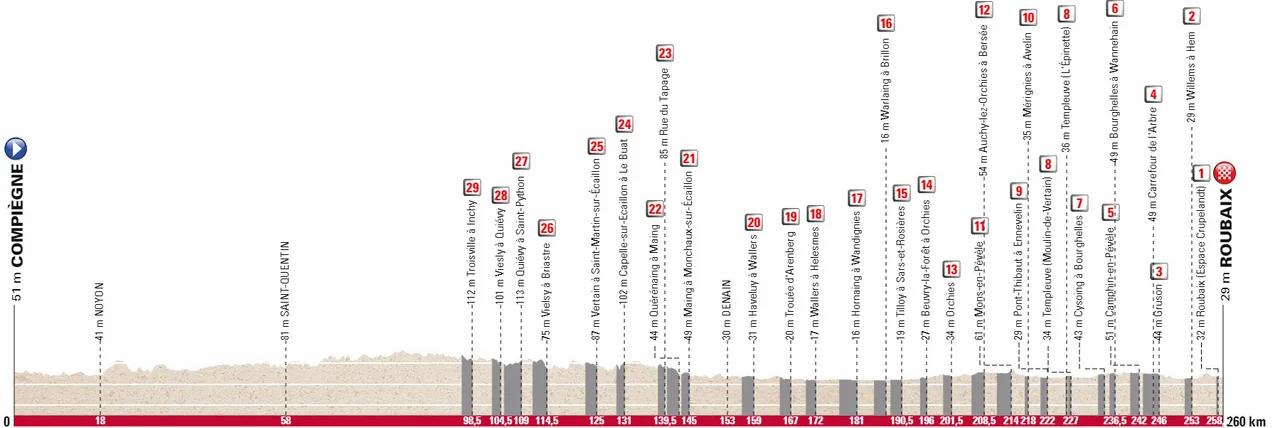 51 m COMPIÈGNE
41 m NOYON
81 m SAINT-QUENTIN
29
112 m Troisville à Inchy
28
101 m Viesly à Quiévy
27
113 m Quiévy à Saint-Python
26
75 m Vielsy à Briastre
25
87 m Vertain à Saint-Martin-sur-Écaillon
24
102 m Capelle-sur-Ecaillon à Le Buat
22
44 m Quérénaing à Maing
23
85 m Rue du Tapage
21
49 m Maing à Monchaux-sur-Écaillon
30 m DENAIN
20
31 m Haveluy à Wallers
19
20 m Trouée d'Arenberg
18
17 m Wallers à Helesmes
17
16 m Hornaing à Wandignies
16
16 m Warlaing à Brillon
15
19 m Tilloy à Sars-et-Rosières
14
27 m Beuvry-la-Forêt à Orchies
13
34 m Orchies
12
54 m Auchy-lez-Orchies à Bersée
11
61 m Mons-en-Pévèle
10
35 m Mérignies à Avelin
9
29 m Pont-Thibaut à Ennevelin
8
34 m Templeuve (Moulin-de-Vertain)
8
36 m Templeuve (L'Épinette)
7
43 m Cysoing à Bourghelles
6
49 m Bourghelles à Wannehain
5
51 m Camphin-en-Pévèle
4
49 m Carrefour de l'Arbre
3
44 m Gruson
2
29 m Willems à Hem
1
32 m Roubaix (Espace Crupelandt)
29 m ROUBAIX
0 18 58 98,5 104,5 109 114,5 125 131 139,5 145 153 159 167 172 181 190,5 196 201,5 208,5 214 218 222 227 236,5 242 246 253 258 260 km